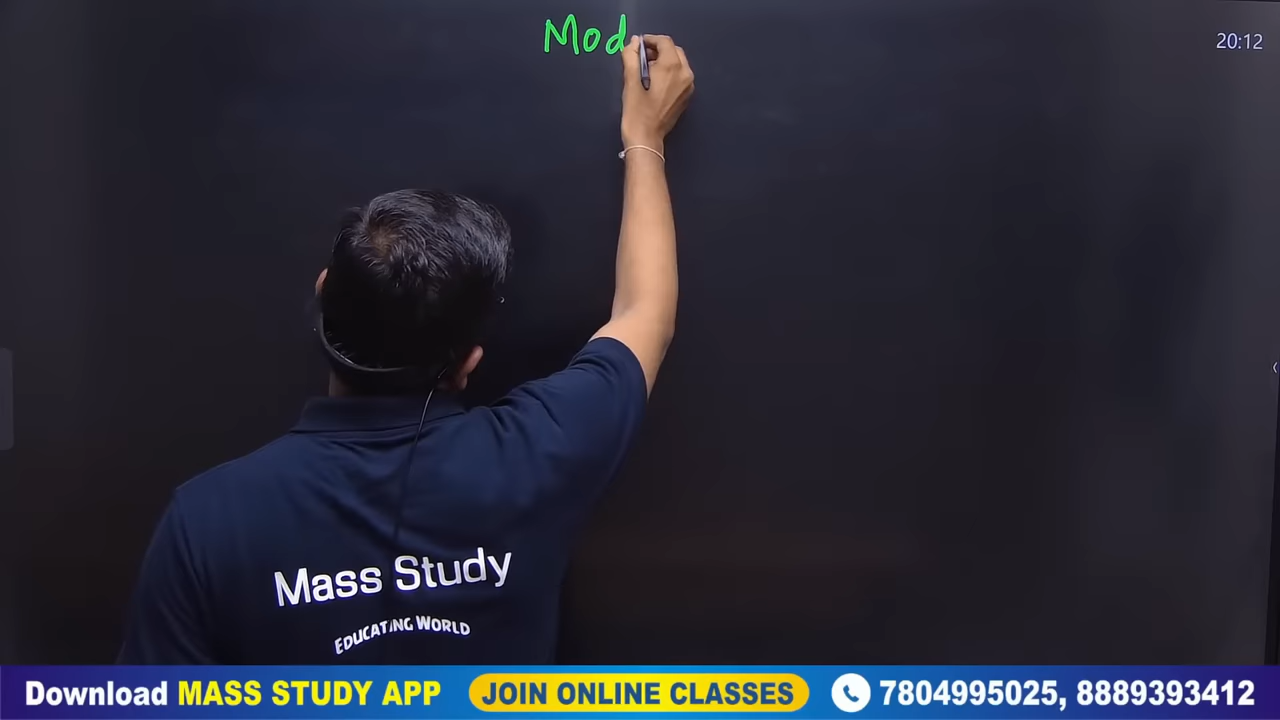 Mod
20:12
Mass Study
EDUCATING WORLD
Download MASS STUDY APP
JOIN ONLINE CLASSES
7804995025, 8889393412